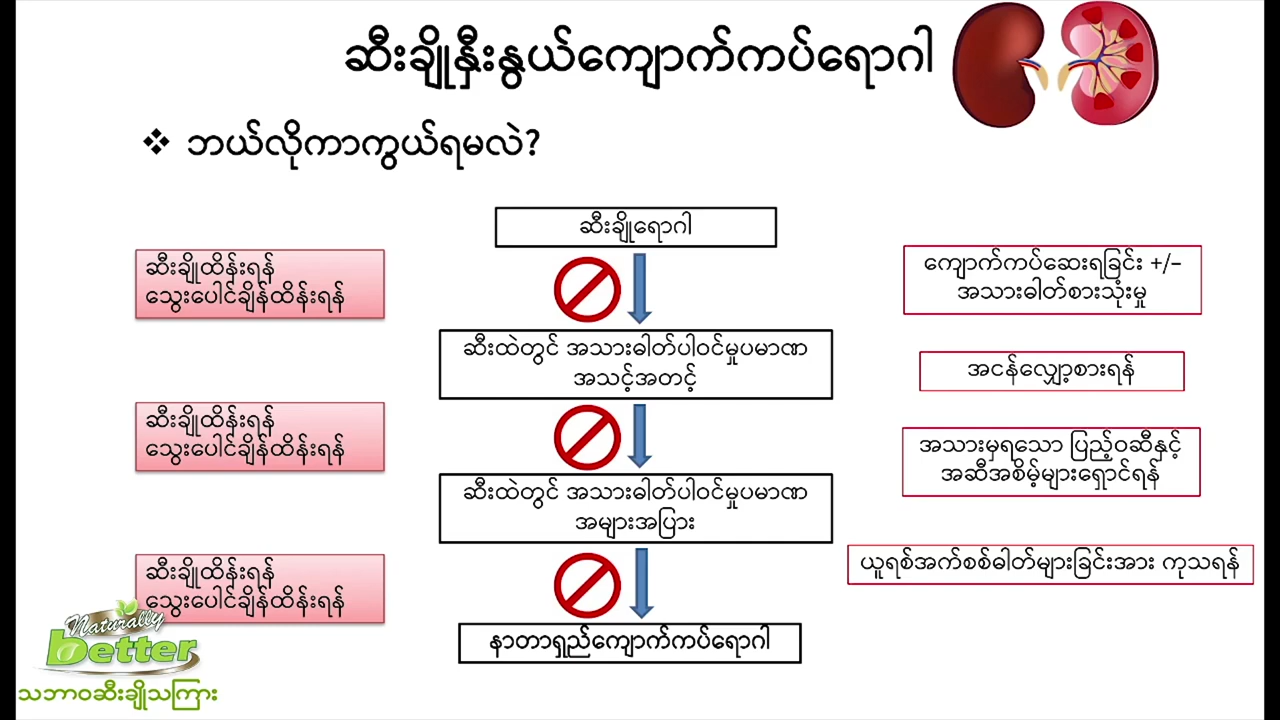 ဆီးချိုနှီးနွယ်ကျောက်ကပ်ရောဂါ
❖ ဘယ်လိုကာကွယ်ရမလဲ?
ဆီးချိုရောဂါ
ဆီးချိုထိန်းရန်
သွေးပေါင်ချိန်ထိန်းရန်
ကျောက်ကပ်ဆေးရခြင်း +/–
အသားဓါတ်စားသုံးမှု
ဆီးထဲတွင် အသားဓါတ်ပါဝင်မှုပမာဏ
အသင့်အတင့်
အငန်လျှော့စားရန်
ဆီးချိုထိန်းရန်
သွေးပေါင်ချိန်ထိန်းရန်
အသားမှရသော ပြည့်ဝဆီနှင့်
အဆီအစိမ့်များရှောင်ရန်
ဆီးထဲတွင် အသားဓါတ်ပါဝင်မှုပမာဏ
အများအပြား
ယူရစ်အက်စစ်ဓါတ်များခြင်းအား ကုသရန်
ဆီးချိုထိန်းရန်
သွေးပေါင်ချိန်ထိန်းရန်
နာတာရှည်ကျောက်ကပ်ရောဂါ
Naturally
better
သဘာဝဆီးချိုသကြား